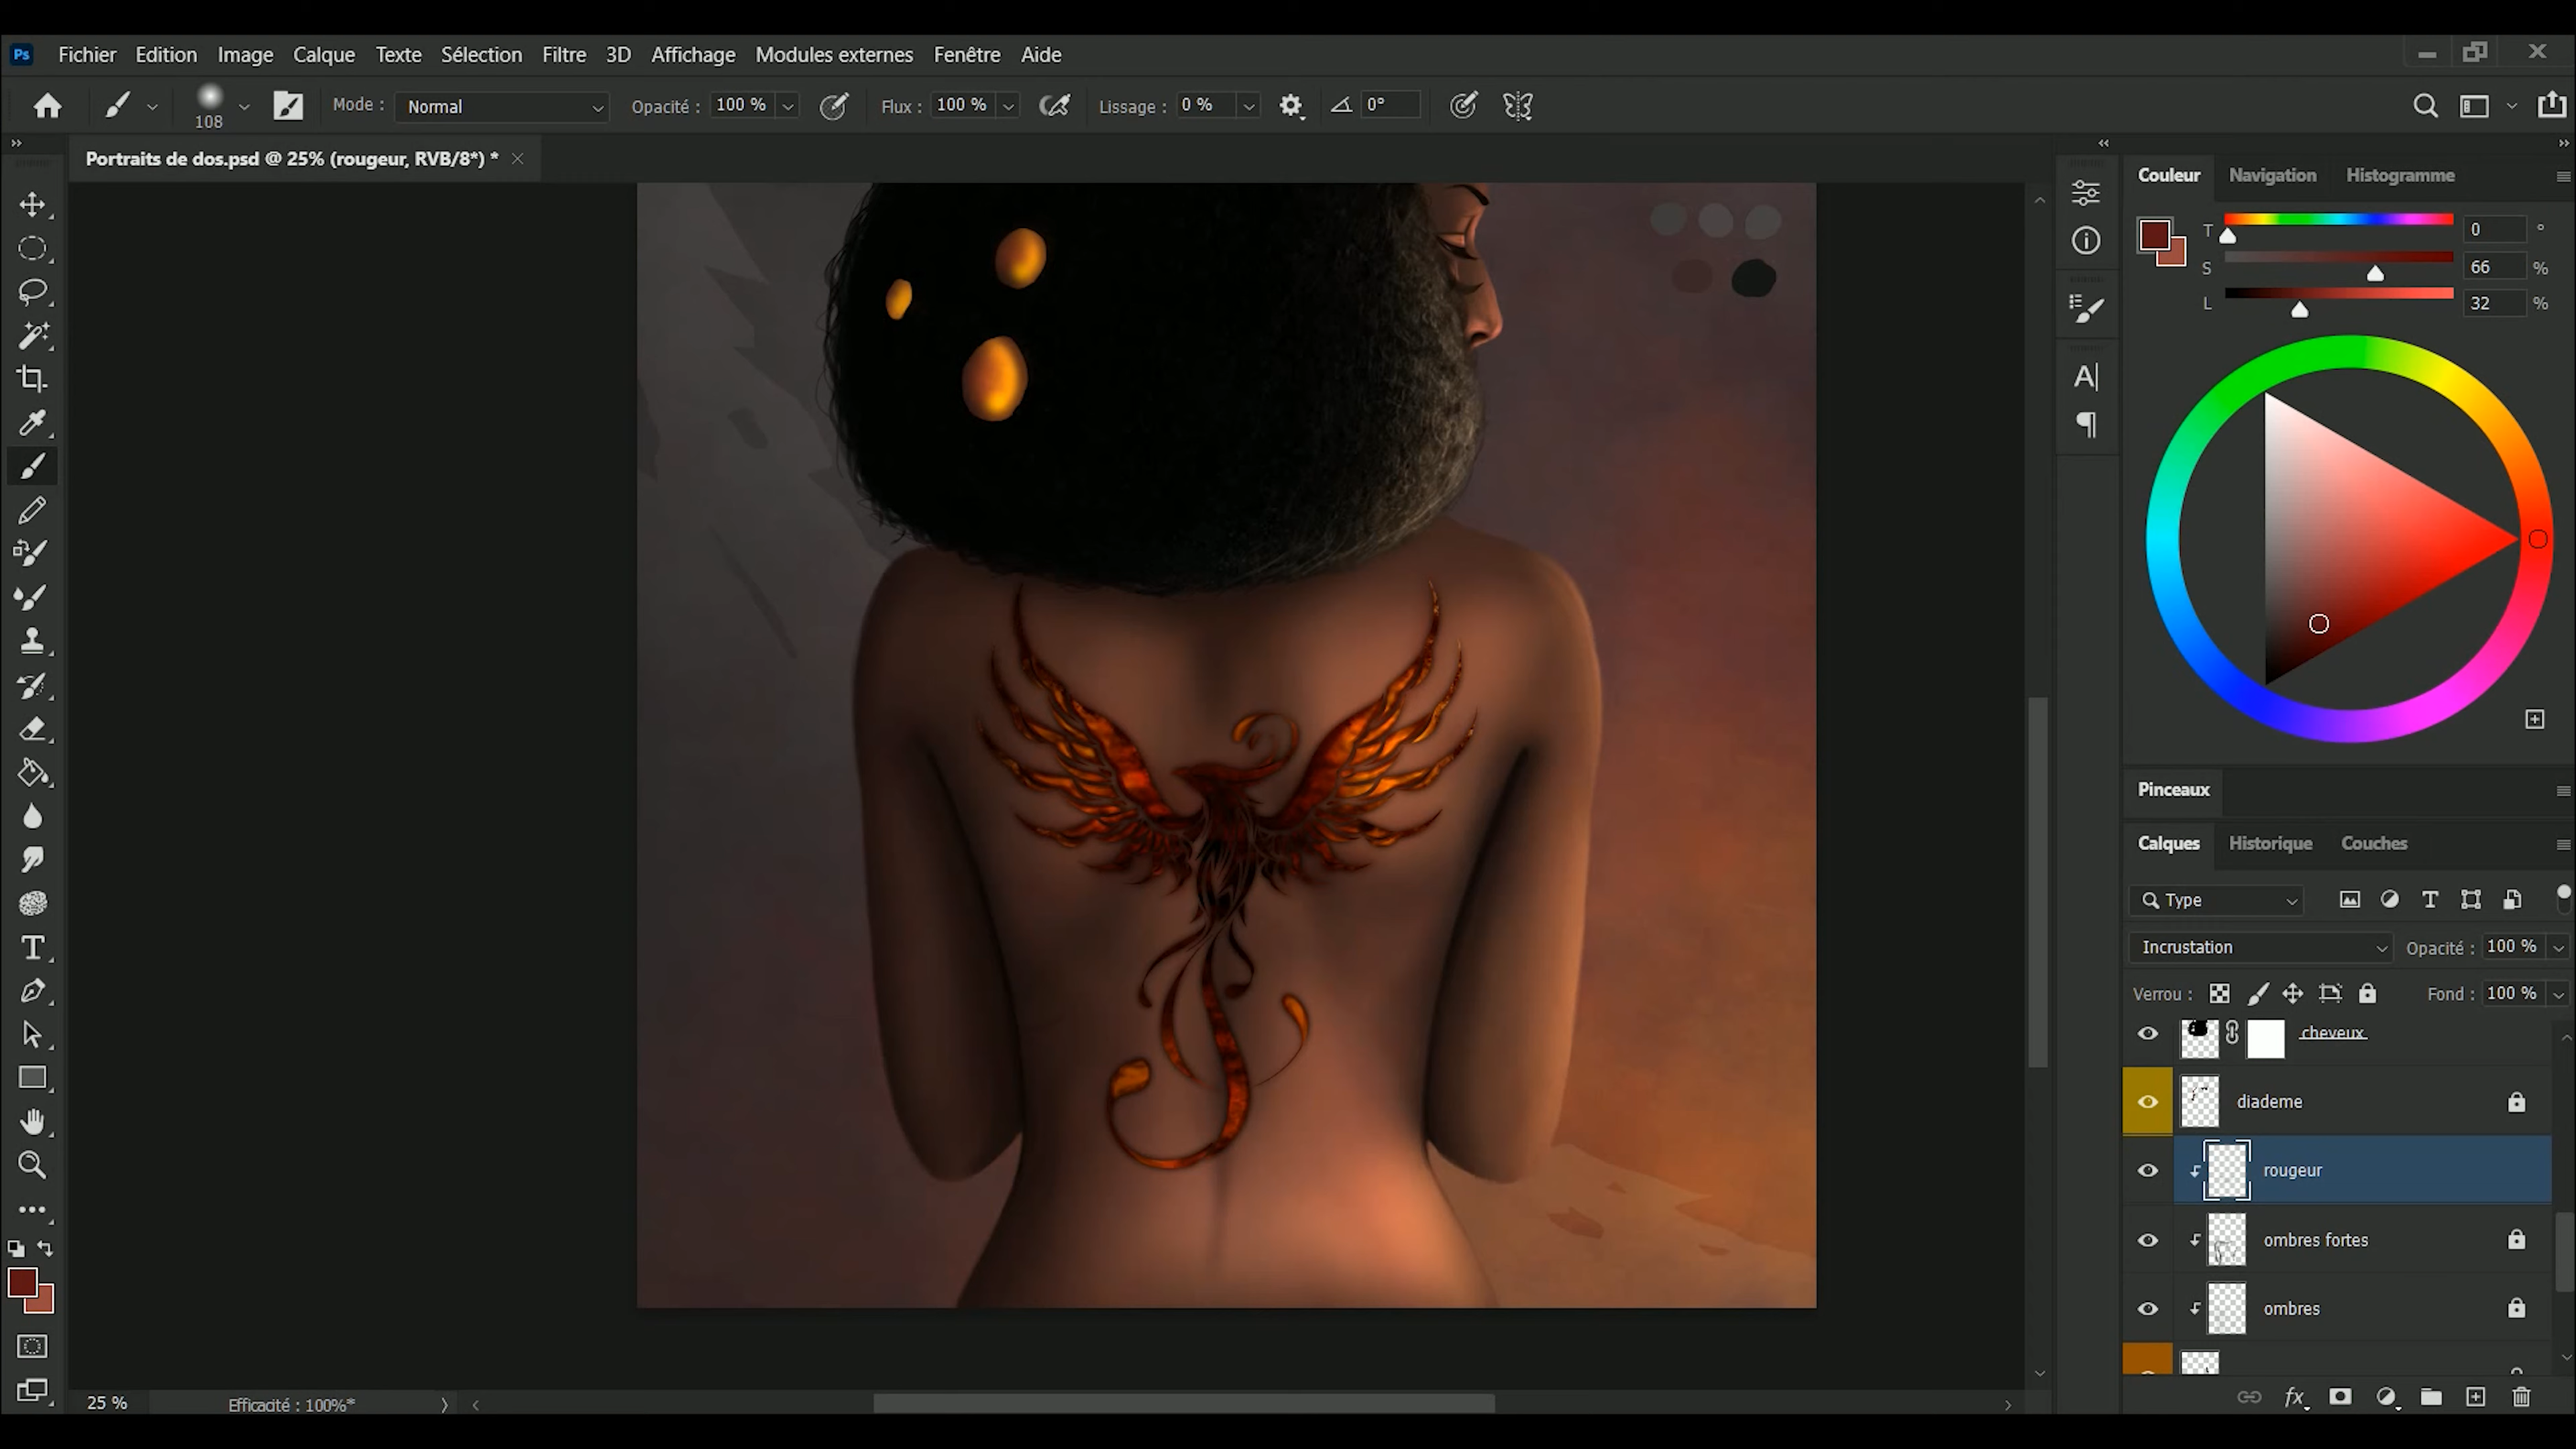 Ps Fichier Edition Image Calque Texte Sélection Filtre 3D Affichage Modules externes Fenêtre Aide
108 Mode : Normal Opacité : 100 % Flux : 100 % Lissage : 0 % 0°
Portraits de dos.psd @ 25% (rougeur, RVB/8*) *
Couleur Navigation Histogramme
T 0 °
S 66 %
L 32 %
Pinceaux
Calques Historique Couches
Type
Incrustation Opacité : 100 %
Verrou : Fond : 100 %
cheveux
diademe
rougeur
ombres fortes
ombres
25 % Efficacité : 100%*